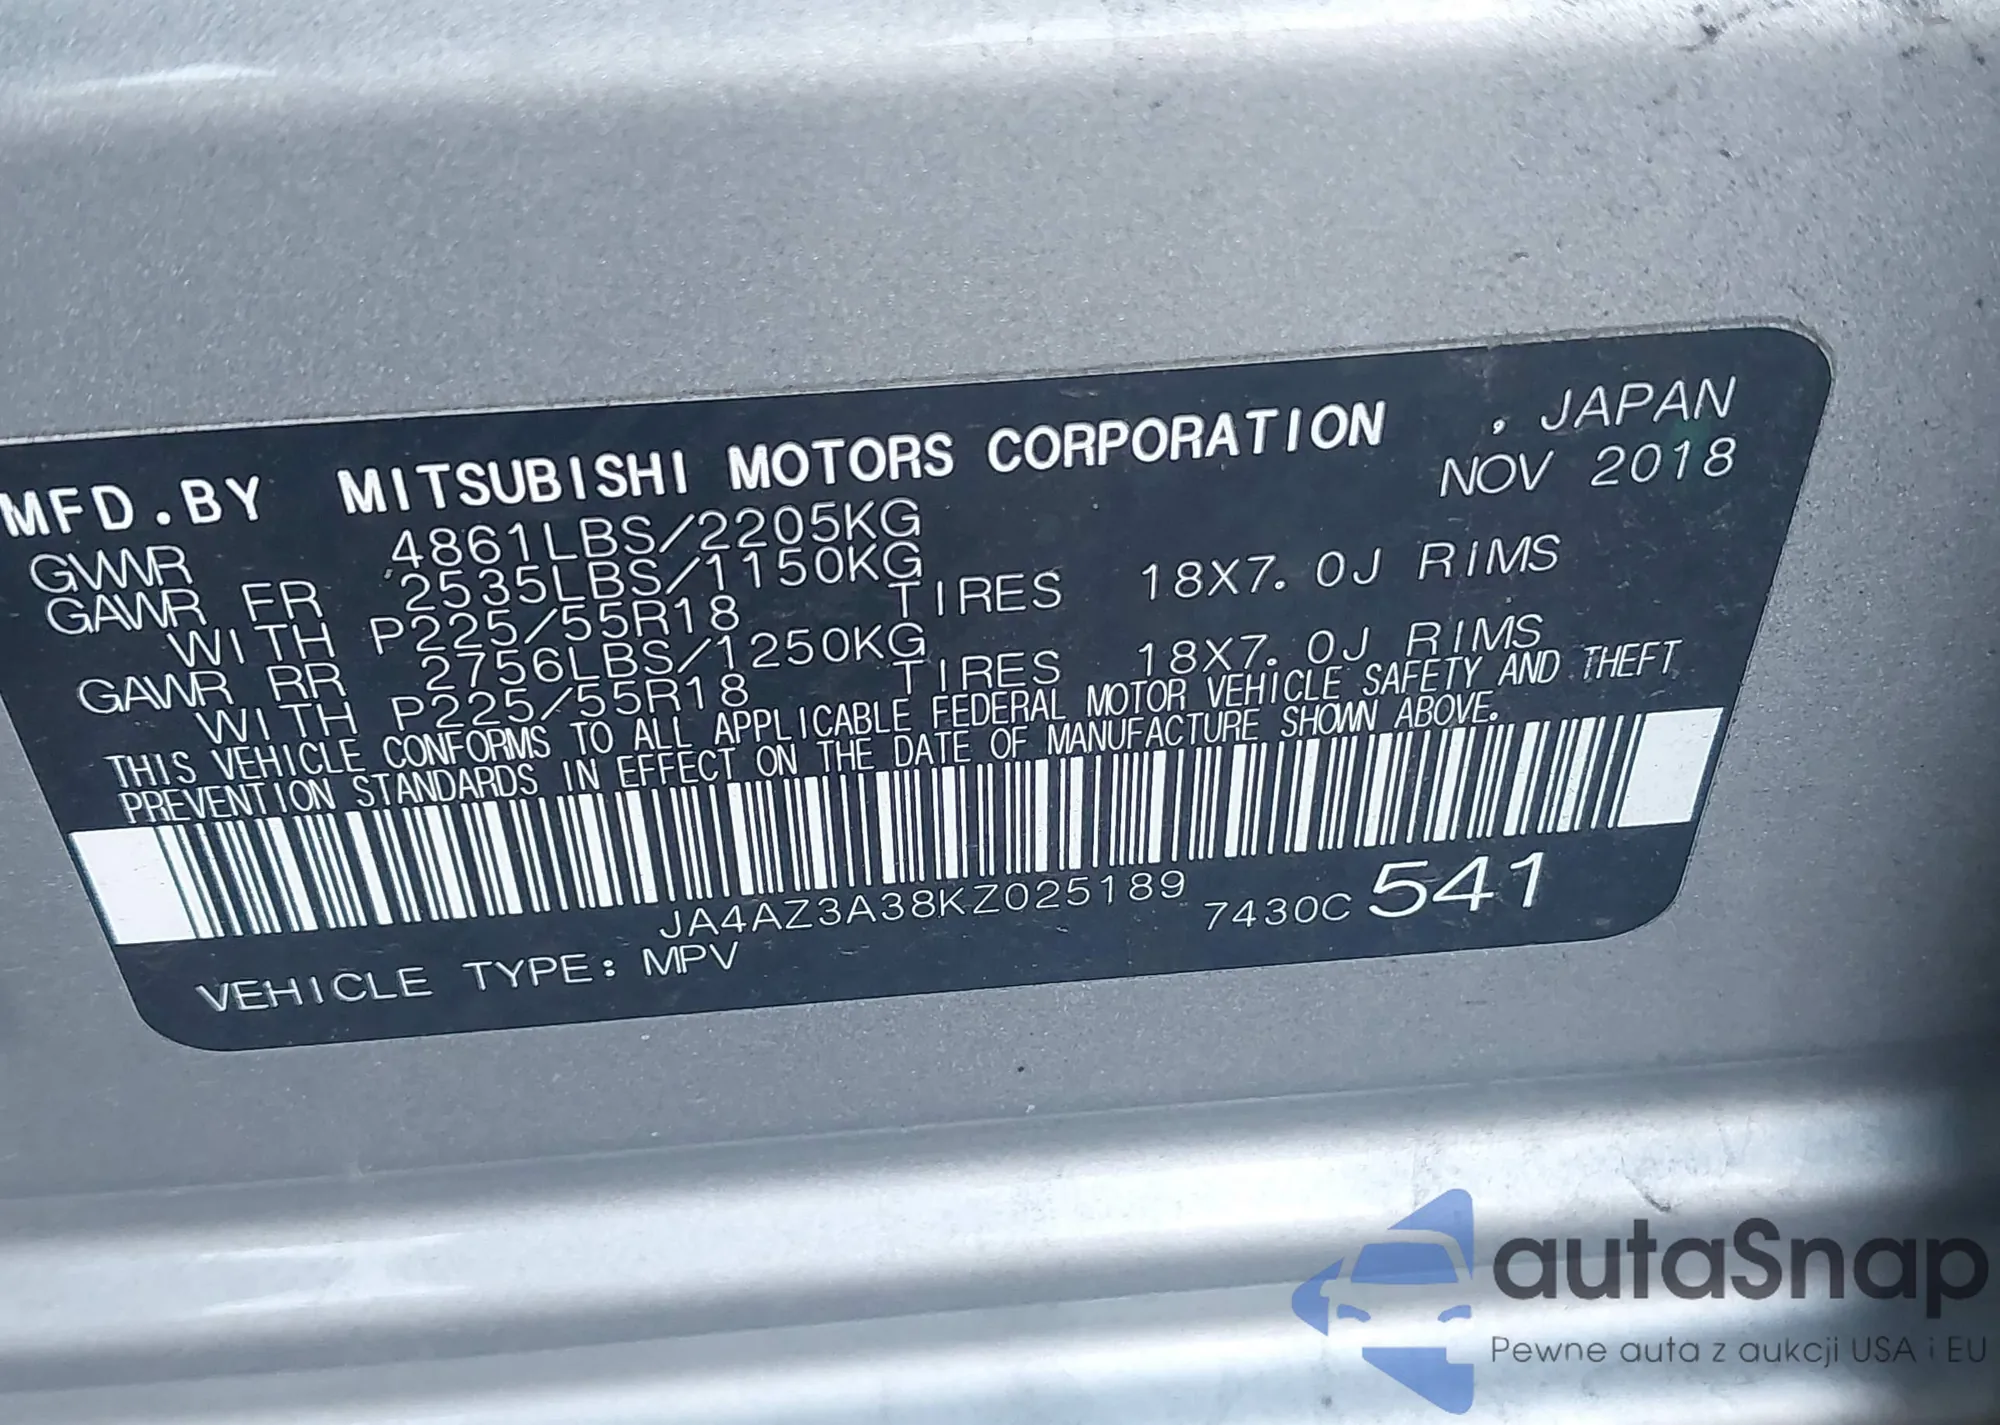 MFD.BY MITSUBISHI MOTORS CORPORATION , JAPAN
NOV 2018
GVWR 4861LBS/2205KG
GAWR FR 2535LBS/1150KG
WITH P225/55R18 TIRES 18X7.0J RIMS
GAWR RR 2756LBS/1250KG
WITH P225/55R18 TIRES 18X7.0J RIMS
THIS VEHICLE CONFORMS TO ALL APPLICABLE FEDERAL MOTOR VEHICLE SAFETY AND THEFT
PREVENTION STANDARDS IN EFFECT ON THE DATE OF MANUFACTURE SHOWN ABOVE.
JA4AZ3A38KZ025189 7430C 541
VEHICLE TYPE: MPV
autaSnap
Pewne auta z aukcji USA i EU